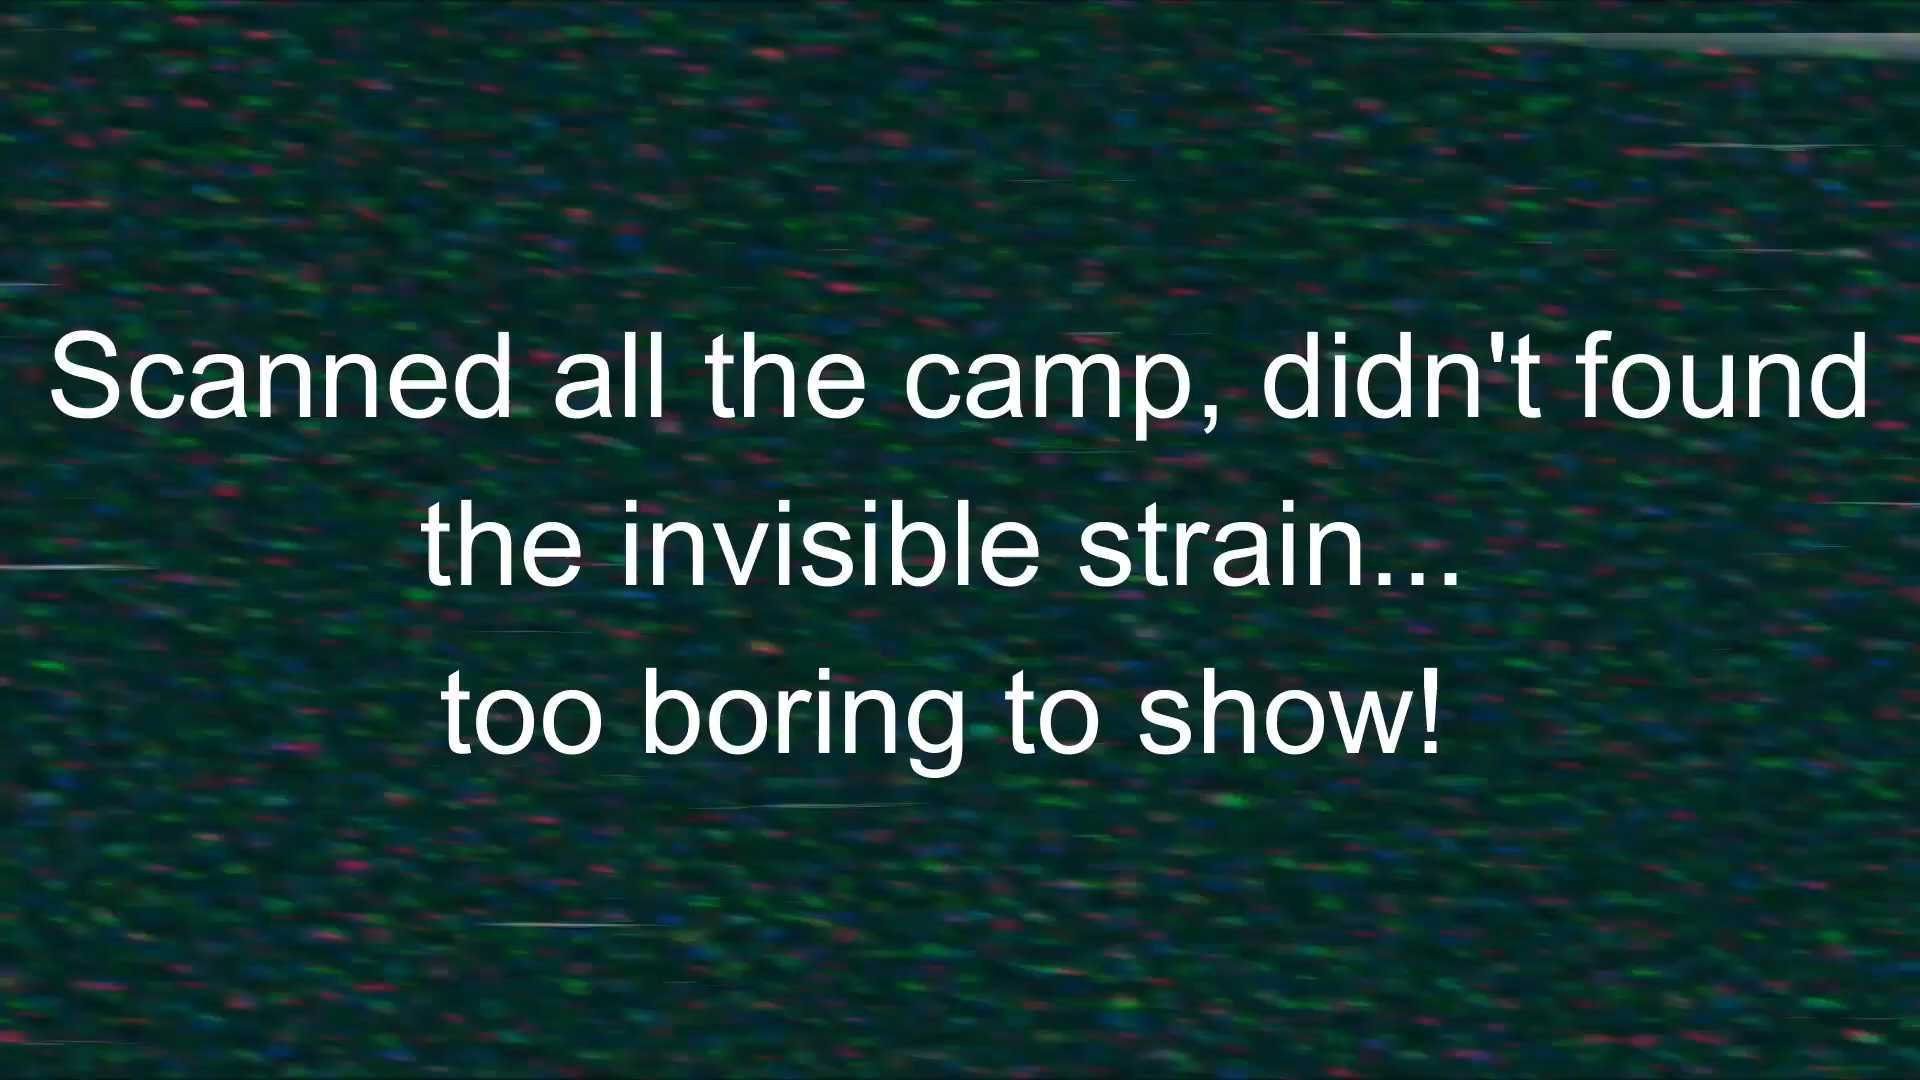 Scanned all the camp, didn't found
the invisible strain...
too boring to show!